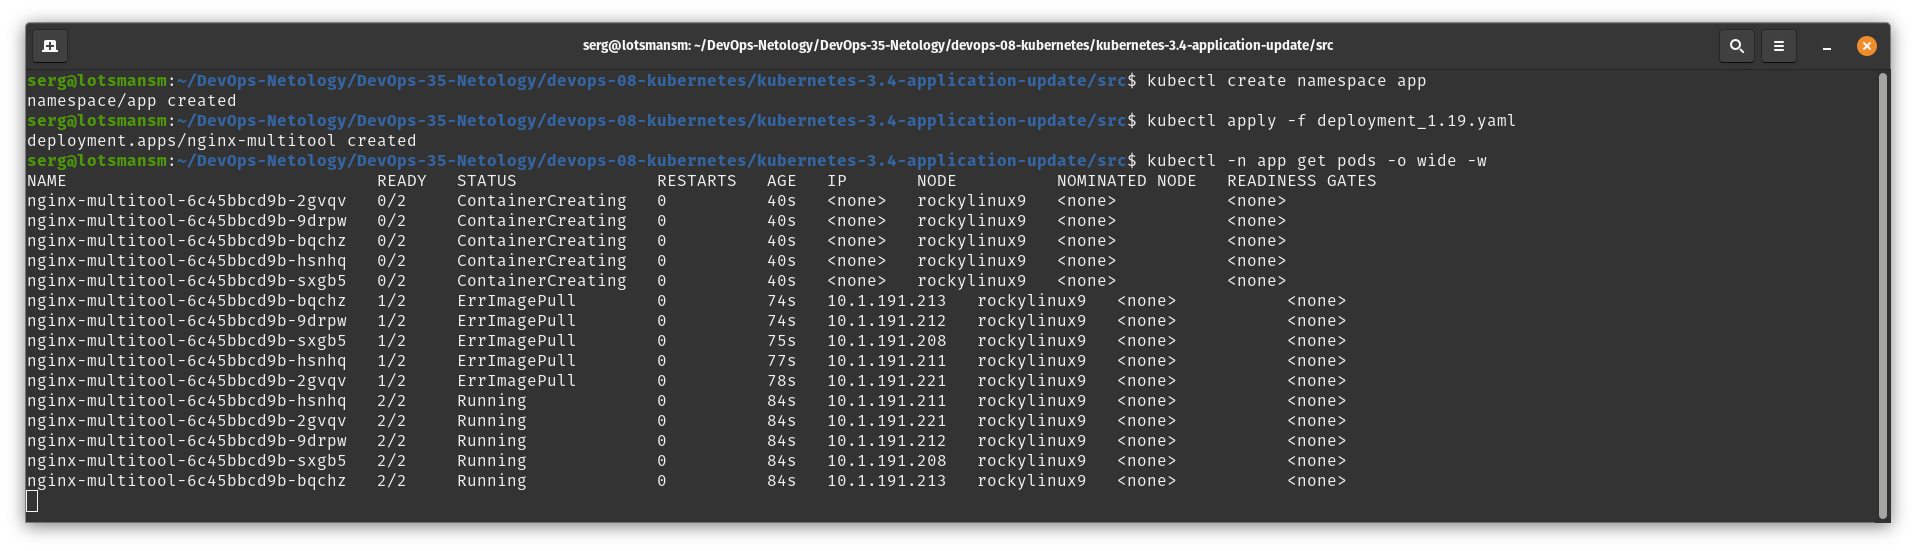 serg@lotsmansm: ~/DevOps-Netology/DevOps-35-Netology/devops-08-kubernetes/kubernetes-3.4-application-update/src
serg@lotsmansm:~/DevOps-Netology/DevOps-35-Netology/devops-08-kubernetes/kubernetes-3.4-application-update/src$ kubectl create namespace app
namespace/app created
serg@lotsmansm:~/DevOps-Netology/DevOps-35-Netology/devops-08-kubernetes/kubernetes-3.4-application-update/src$ kubectl apply -f deployment_1.19.yaml
deployment.apps/nginx-multitool created
serg@lotsmansm:~/DevOps-Netology/DevOps-35-Netology/devops-08-kubernetes/kubernetes-3.4-application-update/src$ kubectl -n app get pods -o wide -w
NAME                               READY   STATUS              RESTARTS   AGE   IP       NODE          NOMINATED NODE   READINESS GATES
nginx-multitool-6c45bbcd9b-2gvqv   0/2     ContainerCreating   0          40s   <none>   rockylinux9   <none>           <none>
nginx-multitool-6c45bbcd9b-9drpw   0/2     ContainerCreating   0          40s   <none>   rockylinux9   <none>           <none>
nginx-multitool-6c45bbcd9b-bqchz   0/2     ContainerCreating   0          40s   <none>   rockylinux9   <none>           <none>
nginx-multitool-6c45bbcd9b-hsnhq   0/2     ContainerCreating   0          40s   <none>   rockylinux9   <none>           <none>
nginx-multitool-6c45bbcd9b-sxgb5   0/2     ContainerCreating   0          40s   <none>   rockylinux9   <none>           <none>
nginx-multitool-6c45bbcd9b-bqchz   1/2     ErrImagePull        0          74s   10.1.191.213   rockylinux9   <none>           <none>
nginx-multitool-6c45bbcd9b-9drpw   1/2     ErrImagePull        0          74s   10.1.191.212   rockylinux9   <none>           <none>
nginx-multitool-6c45bbcd9b-sxgb5   1/2     ErrImagePull        0          75s   10.1.191.208   rockylinux9   <none>           <none>
nginx-multitool-6c45bbcd9b-hsnhq   1/2     ErrImagePull        0          77s   10.1.191.211   rockylinux9   <none>           <none>
nginx-multitool-6c45bbcd9b-2gvqv   1/2     ErrImagePull        0          78s   10.1.191.221   rockylinux9   <none>           <none>
nginx-multitool-6c45bbcd9b-hsnhq   2/2     Running             0          84s   10.1.191.211   rockylinux9   <none>           <none>
nginx-multitool-6c45bbcd9b-2gvqv   2/2     Running             0          84s   10.1.191.221   rockylinux9   <none>           <none>
nginx-multitool-6c45bbcd9b-9drpw   2/2     Running             0          84s   10.1.191.212   rockylinux9   <none>           <none>
nginx-multitool-6c45bbcd9b-sxgb5   2/2     Running             0          84s   10.1.191.208   rockylinux9   <none>           <none>
nginx-multitool-6c45bbcd9b-bqchz   2/2     Running             0          84s   10.1.191.213   rockylinux9   <none>           <none>